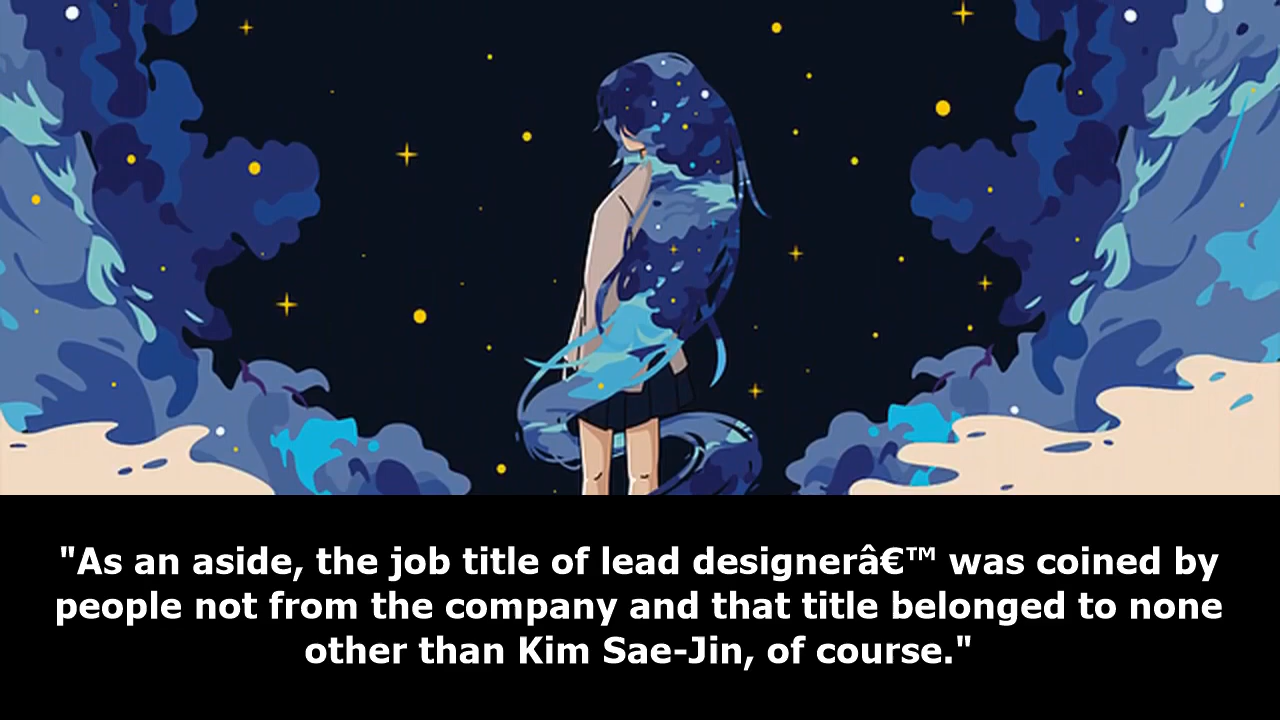 "As an aside, the job title of lead designerâ€™ was coined by
people not from the company and that title belonged to none
other than Kim Sae-Jin, of course."